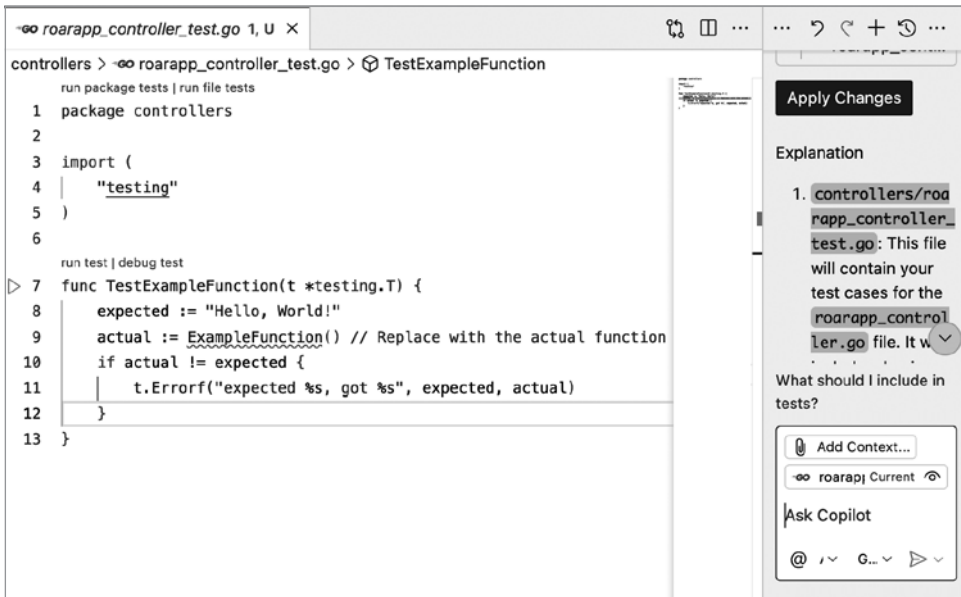 roarapp_controller_test.go 1, U
controllers > roarapp_controller_test.go > TestExampleFunction
run package tests | run file tests
1 package controllers
2
3 import (
4 "testing"
5 )
6
run test | debug test
7 func TestExampleFunction(t *testing.T) {
8 expected := "Hello, World!"
9 actual := ExampleFunction() // Replace with the actual function
10 if actual != expected {
11 t.Errorf("expected %s, got %s", expected, actual)
12 }
13 }
Apply Changes
Explanation
1. controllers/roa
rapp_controller_
test.go : This file
will contain your
test cases for the
roarapp_control
ler.go file. It
What should I include in
tests?
Add Context...
roarap Current
Ask Copilot
@ / G...